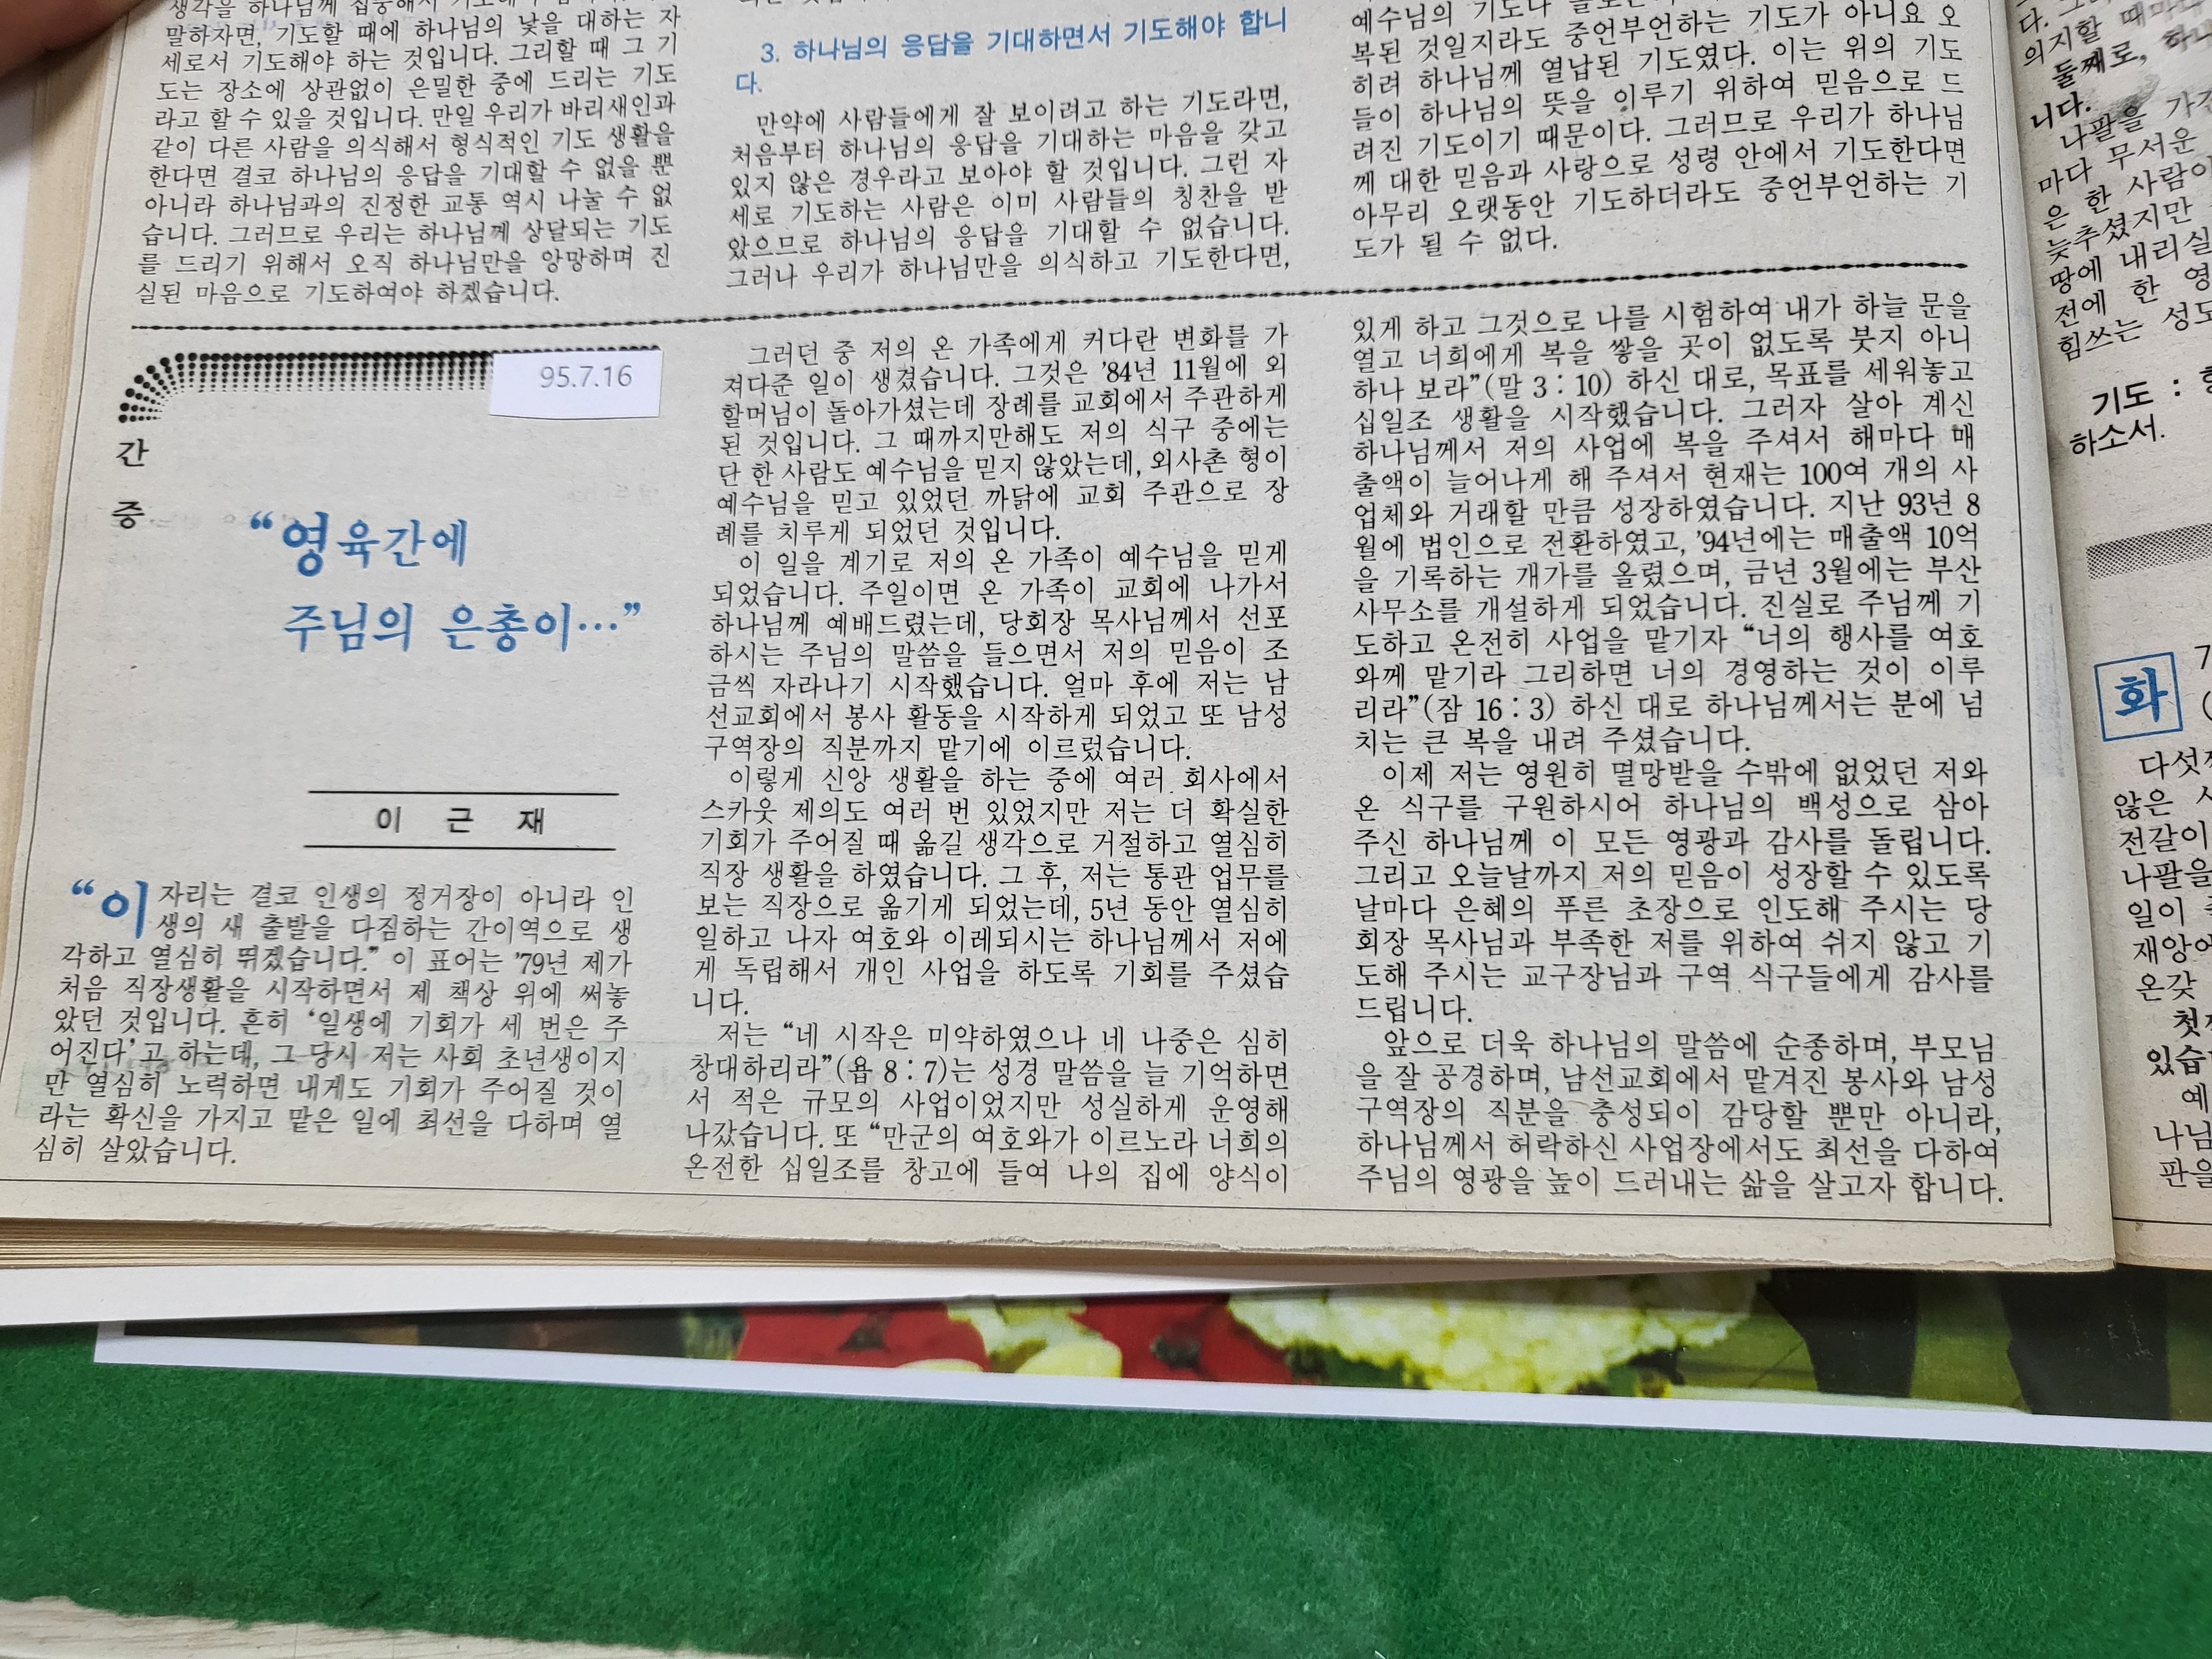 말하자면, 기도할 때에 하나님의 낯을 대하는 자
세로서 기도해야 하는 것입니다. 그리할 때 그 기
도는 장소에 상관없이 은밀한 중에 드리는 기도
라고 할 수 있을 것입니다. 만일 우리가 바리새인과
같이 다른 사람을 의식해서 형식적인 기도 생활을
한다면 결코 하나님의 응답을 기대할 수 없을 뿐
아니라 하나님과의 진정한 교통 역시 나눌 수 없
습니다. 그러므로 우리는 하나님께 상달되는 기도
를 드리기 위해서 오직 하나님만을 앙망하며 진
실된 마음으로 기도하여야 하겠습니다.
3. 하나님의 응답을 기대하면서 기도해야 합니
다.
만약에 사람들에게 잘 보이려고 하는 기도라면,
처음부터 하나님의 응답을 기대하는 마음을 갖고
있지 않은 경우라고 보아야 할 것입니다. 그런 자
세로 기도하는 사람은 이미 사람들의 칭찬을 받
았으므로 하나님의 응답을 기대할 수 없습니다.
그러나 우리가 하나님만을 의식하고 기도한다면,
예수님의 기도나
복된 것일지라도 중언부언하는 기도가 아니요 오
히려 하나님께 열납된 기도였다. 이는 위의 기도
들이 하나님의 뜻을 이루기 위하여 믿음으로 드
려진 기도이기 때문이다. 그러므로 우리가 하나님
께 대한 믿음과 사랑으로 성령 안에서 기도한다면
아무리 오랫동안 기도하더라도 중언부언하는 기
도가 될 수 없다.
95.7.16
간
증
“영육간에
주님의 은총이…”
이 근 재
“이 자리는 결코 인생의 정거장이 아니라 인
생의 새 출발을 다짐하는 간이역으로 생
각하고 열심히 뛰겠습니다.” 이 표어는 ’79년 제가
처음 직장생활을 시작하면서 제 책상 위에 써놓
았던 것입니다. 흔히 ‘일생에 기회가 세 번은 주
어진다’고 하는데, 그 당시 저는 사회 초년생이지
만 열심히 노력하면 내게도 기회가 주어질 것이
라는 확신을 가지고 맡은 일에 최선을 다하며 열
심히 살았습니다.
그러던 중 저의 온 가족에게 커다란 변화를 가
져다준 일이 생겼습니다. 그것은 ’84년 11월에 외
할머님이 돌아가셨는데 장례를 교회에서 주관하게
된 것입니다. 그 때까지만해도 저의 식구 중에는
단 한 사람도 예수님을 믿지 않았는데, 외사촌 형이
예수님을 믿고 있었던 까닭에 교회 주관으로 장
례를 치루게 되었던 것입니다.
이 일을 계기로 저의 온 가족이 예수님을 믿게
되었습니다. 주일이면 온 가족이 교회에 나가서
하나님께 예배드렸는데, 당회장 목사님께서 선포
하시는 주님의 말씀을 들으면서 저의 믿음이 조
금씩 자라나기 시작했습니다. 얼마 후에 저는 남
선교회에서 봉사 활동을 시작하게 되었고 또 남성
구역장의 직분까지 맡기에 이르렀습니다.
이렇게 신앙 생활을 하는 중에 여러 회사에서
스카웃 제의도 여러 번 있었지만 저는 더 확실한
기회가 주어질 때 옮길 생각으로 거절하고 열심히
직장 생활을 하였습니다. 그 후, 저는 통관 업무를
보는 직장으로 옮기게 되었는데, 5년 동안 열심히
일하고 나자 여호와 이레되시는 하나님께서 저에
게 독립해서 개인 사업을 하도록 기회를 주셨습
니다.
저는 “네 시작은 미약하였으나 네 나중은 심히
창대하리라”(욥 8:7)는 성경 말씀을 늘 기억하면
서 적은 규모의 사업이었지만 성실하게 운영해
나갔습니다. 또 “만군의 여호와가 이르노라 너희의
온전한 십일조를 창고에 들여 나의 집에 양식이
있게 하고 그것으로 나를 시험하여 내가 하늘 문을
열고 너희에게 복을 쌓을 곳이 없도록 붓지 아니
하나 보라”(말 3:10) 하신 대로, 목표를 세워놓고
십일조 생활을 시작했습니다. 그러자 살아 계신
하나님께서 저의 사업에 복을 주셔서 해마다 매
출액이 늘어나게 해 주셔서 현재는 100여 개의 사
업체와 거래할 만큼 성장하였습니다. 지난 93년 8
월에 법인으로 전환하였고, ’94년에는 매출액 10억
을 기록하는 개가를 올렸으며, 금년 3월에는 부산
사무소를 개설하게 되었습니다. 진실로 주님께 기
도하고 온전히 사업을 맡기자 “너의 행사를 여호
와께 맡기라 그리하면 너의 경영하는 것이 이루
리라”(잠 16:3) 하신 대로 하나님께서는 분에 넘
치는 큰 복을 내려 주셨습니다.
이제 저는 영원히 멸망받을 수밖에 없었던 저와
온 식구를 구원하시어 하나님의 백성으로 삼아
주신 하나님께 이 모든 영광과 감사를 돌립니다.
그리고 오늘날까지 저의 믿음이 성장할 수 있도록
날마다 은혜의 푸른 초장으로 인도해 주시는 당
회장 목사님과 부족한 저를 위하여 쉬지 않고 기
도해 주시는 교구장님과 구역 식구들에게 감사를
드립니다.
앞으로 더욱 하나님의 말씀에 순종하며, 부모님
을 잘 공경하며, 남선교회에서 맡겨진 봉사와 남성
구역장의 직분을 충성되이 감당할 뿐만 아니라,
하나님께서 허락하신 사업장에서도 최선을 다하여
주님의 영광을 높이 드러내는 삶을 살고자 합니다.
의지할 때마
둘째로, 하나
니다.
나팔을 가
마다 무서운
은 한 사람이
늦추셨지만
땅에 내리실
전에 한 영
힘쓰는 성도
기도 :
하소서.
화
다섯
않은
전갈이
나팔을
일이
재앙에
온갖
첫
있습
예
나님
판을